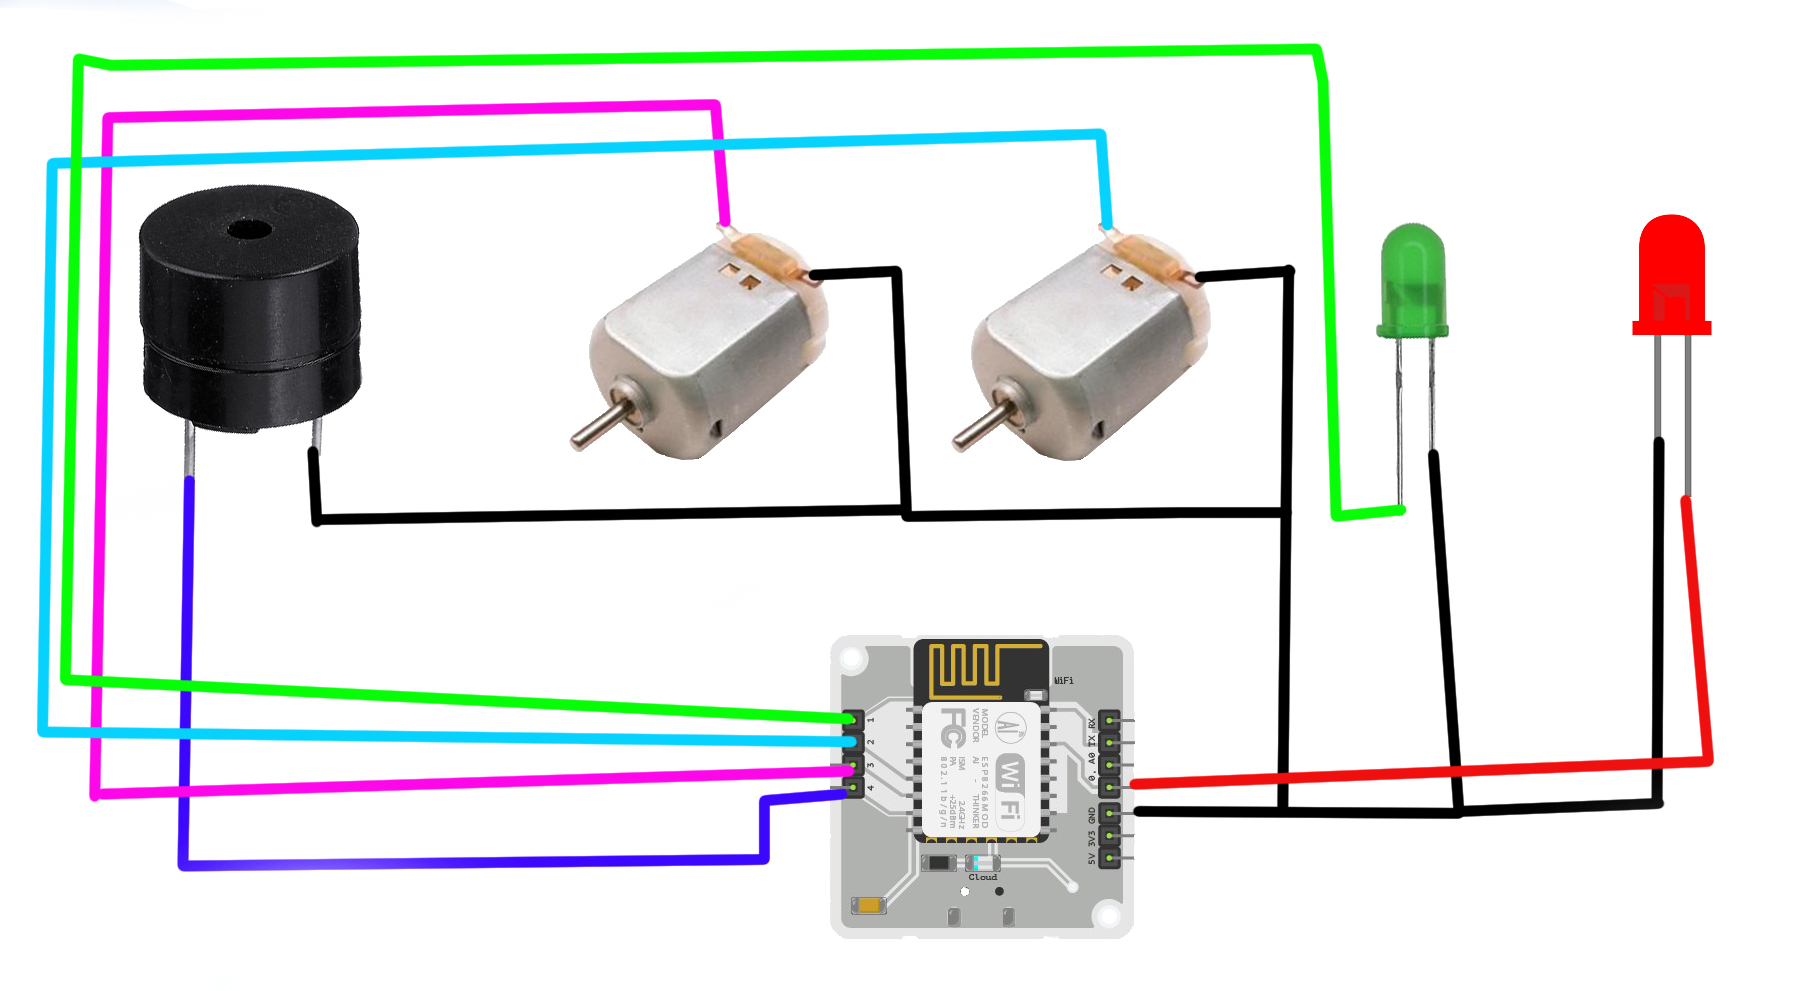 WiFi
1
2
3
4
FC
802.11b/g/n
ISM 2.4GHz
PA +25dBm
MODEL ESP8266MOD
VENDOR AI-THINKER
AI
Wi Fi
RX
TX
A0
0
GND
3V3
5V
Cloud